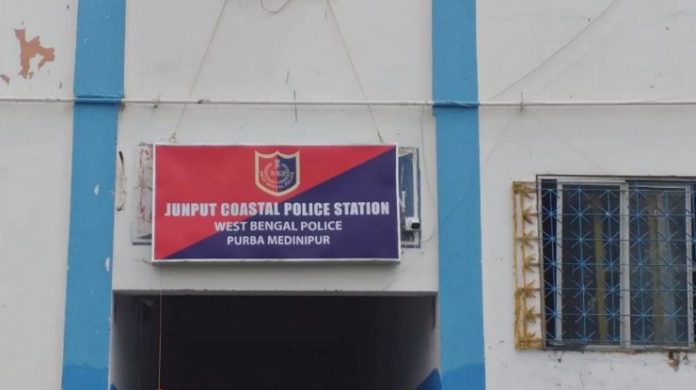 JUNPUT COASTAL POLICE STATION
WEST BENGAL POLICE
PURBA MEDINIPUR